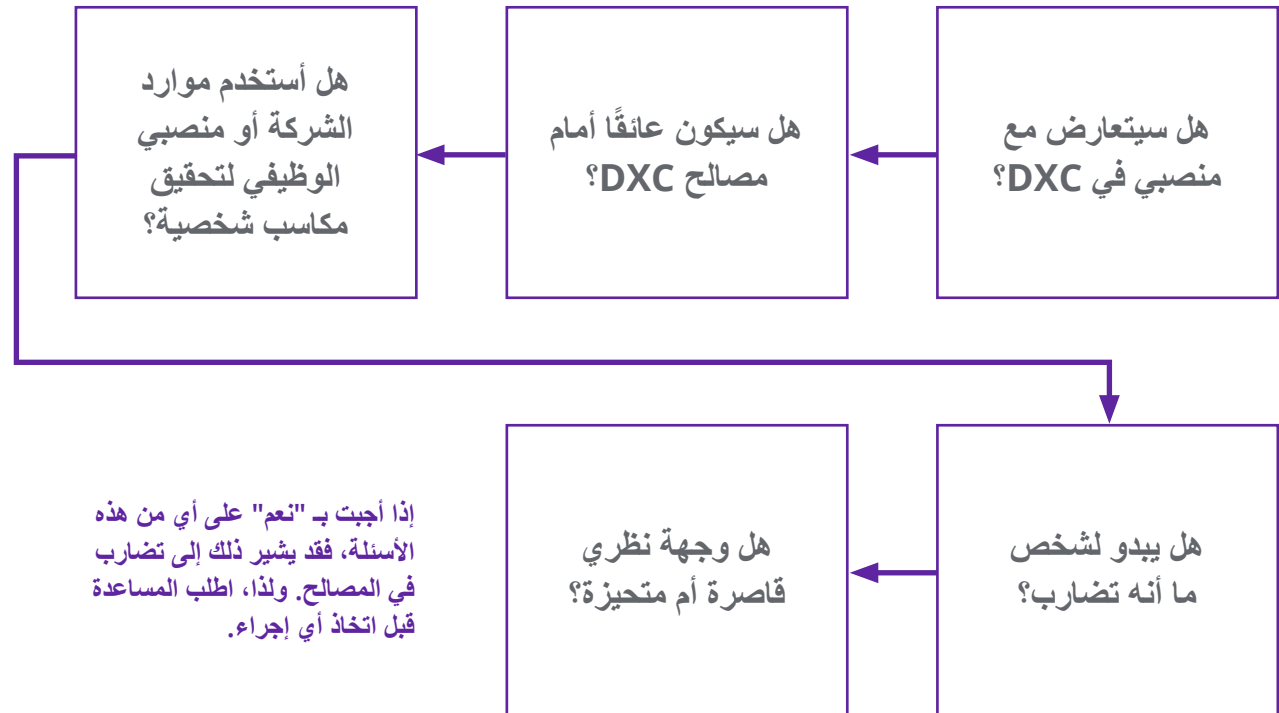 هل سيتعارض مع
منصبي في DXC؟
هل سيكون عائقًا أمام
مصالح DXC؟
هل أستخدم موارد
الشركة أو منصبي
الوظيفي لتحقيق
مكاسب شخصية؟
هل يبدو لشخص
ما أنه تضارب؟
هل وجهة نظري
قاصرة أم متحيزة؟
إذا أجبت بـ "نعم" على أي من هذه
الأسئلة، فقد يشير ذلك إلى تضارب
في المصالح. ولذا، اطلب المساعدة
قبل اتخاذ أي إجراء.